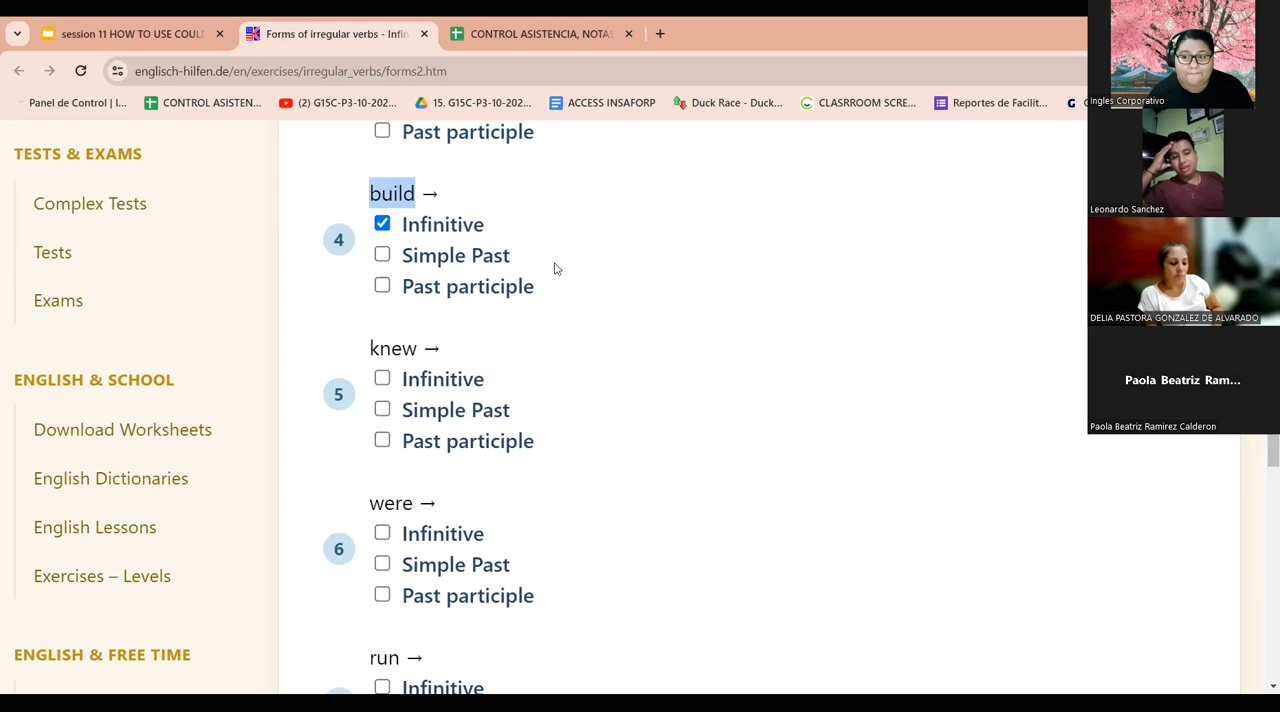 session 11 HOW TO USE COUL
Forms of irregular verbs - Infin
CONTROL ASISTENCIA, NOTAS
englisch-hilfen.de/en/exercises/irregular_verbs/forms2.htm
Panel de Control | I...
CONTROL ASISTEN...
(2) G15C-P3-10-202...
15. G15C-P3-10-202...
ACCESS INSAFORP
Duck Race - Duck...
CLASRROOM SCRE...
Reportes de Facilit...
Ingles Corporativo
Leonardo Sanchez
DELIA PASTORA GONZALEZ DE ALVARADO
Paola Beatriz Ram...
Paola Beatriz Ramirez Calderon
TESTS & EXAMS
Complex Tests
Tests
Exams
ENGLISH & SCHOOL
Download Worksheets
English Dictionaries
English Lessons
Exercises – Levels
ENGLISH & FREE TIME
Past participle
build →
4
Infinitive
Simple Past
Past participle
knew →
5
Infinitive
Simple Past
Past participle
were →
6
Infinitive
Simple Past
Past participle
run →
Infinitive